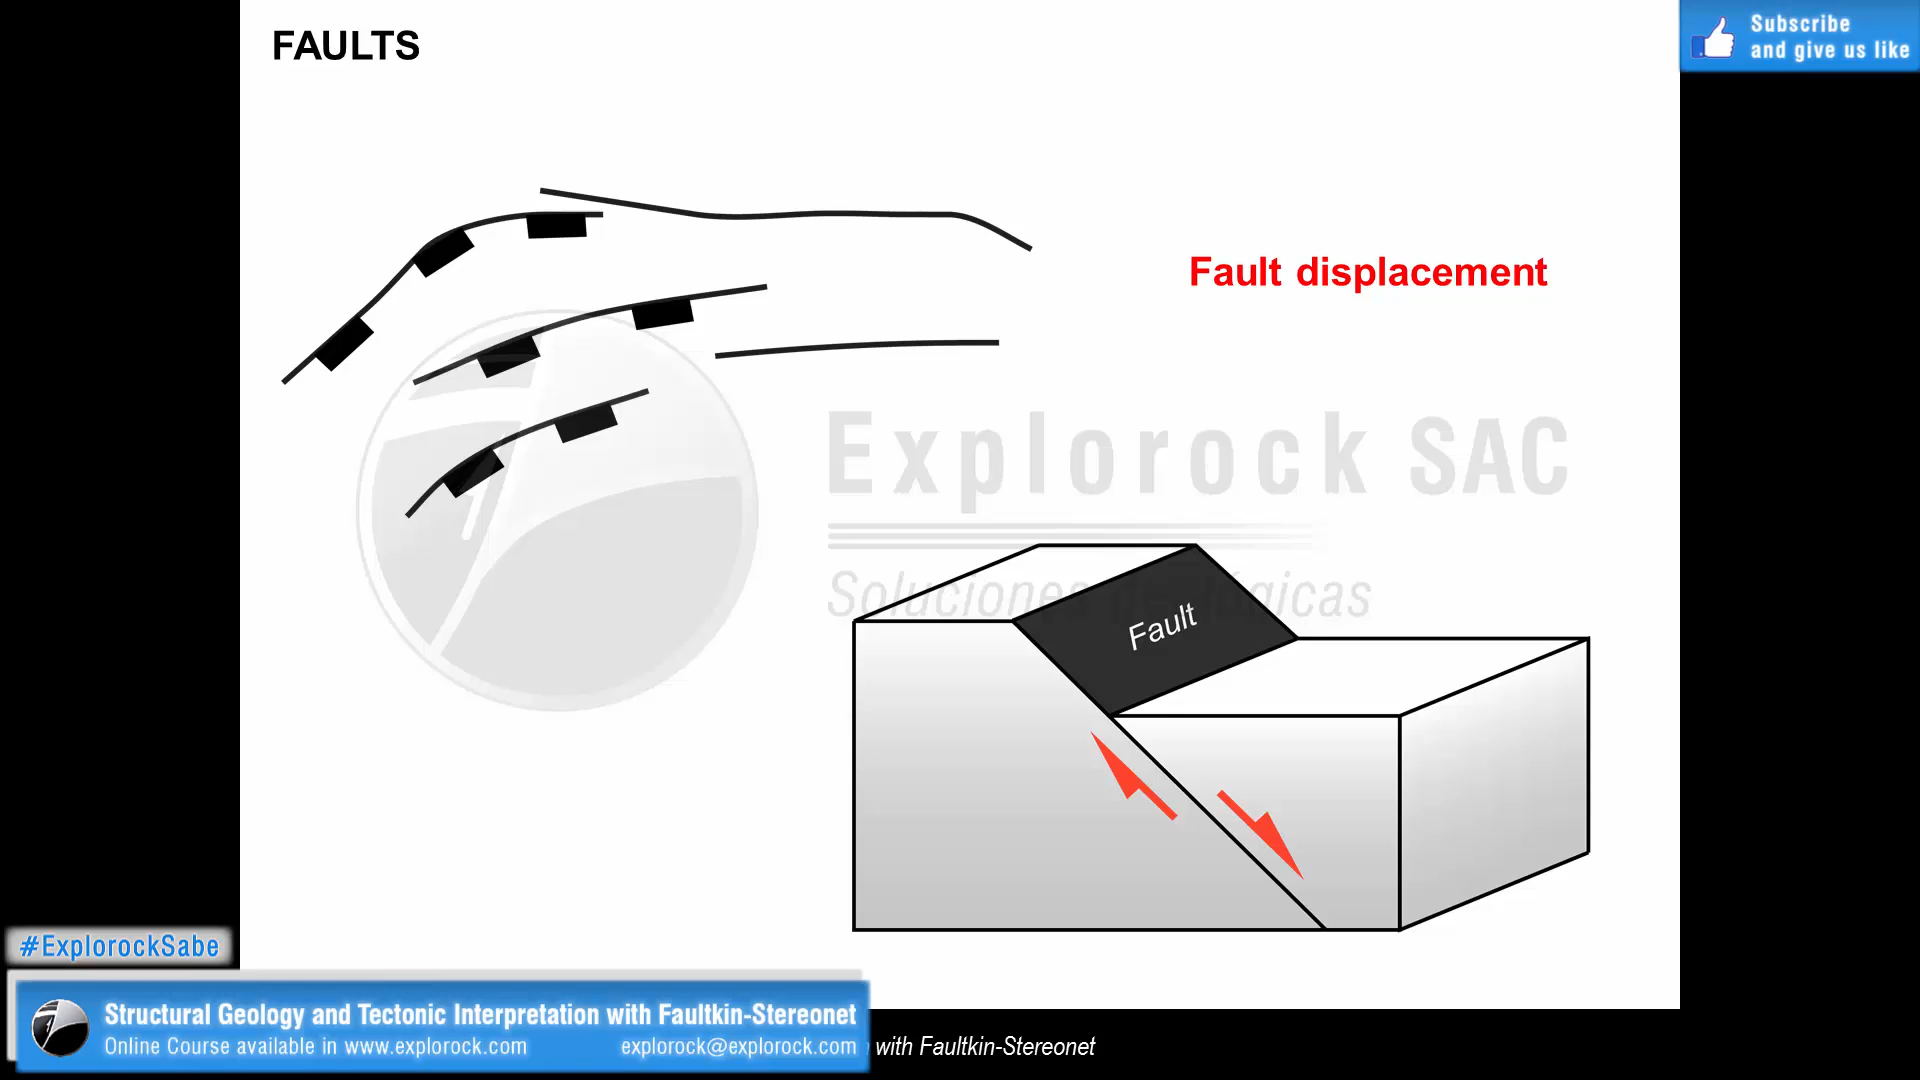 FAULTS
Subscribe
and give us like
Fault displacement
Explorock SAC
Soluciones
Fault
#ExplorockSabe
Structural Geology and Tectonic Interpretation with Faultkin-Stereonet
Online Course available in www.explorock.com explorock@explorock.com
with Faultkin-Stereonet